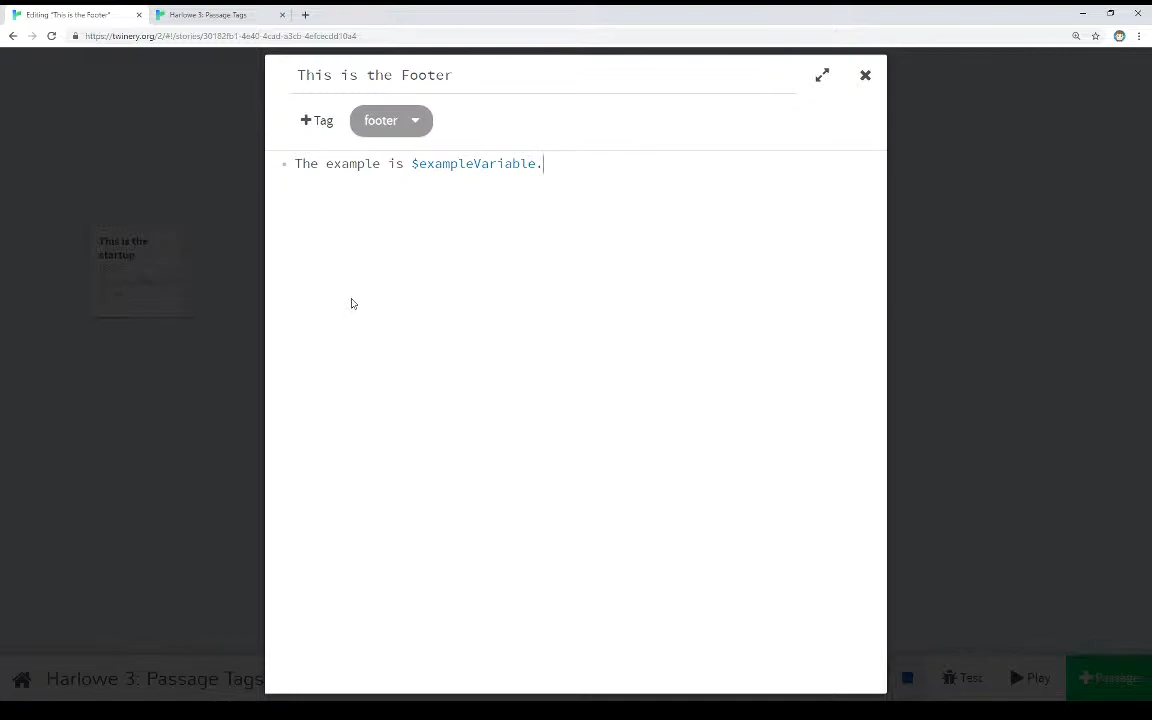 Editing "This is the Footer"
Harlowe 3: Passage Tags
https://twinery.org/2/#!/stories/30182fb1-4e40-4cad-a3cb-4efcecdd10a4
This is the Footer
Tag
footer
The example is $exampleVariable.
This is the
startup
Harlowe 3: Passage Tags
Test
Play
Passage